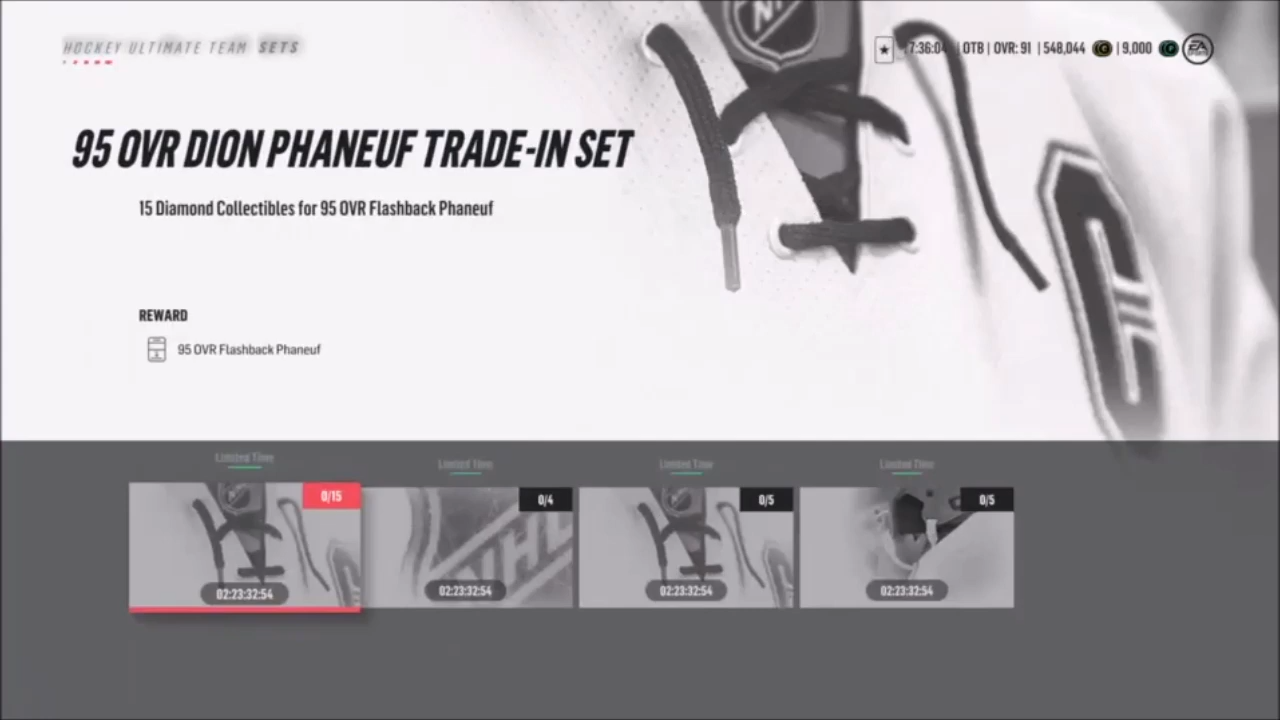 HOCKEY ULTIMATE TEAM SETS
7:36:04 | OTB | OVR: 91 | 548,044 | 9,000 EA SPORTS
95 OVR DION PHANEUF TRADE-IN SET
15 Diamond Collectibles for 95 OVR Flashback Phaneuf
REWARD
95 OVR Flashback Phaneuf
Limited Time Limited Time Limited Time Limited Time
0/15 0/4 0/5 0/5
NHL
02:23:32:54 02:23:32:54 02:23:32:54 02:23:32:54